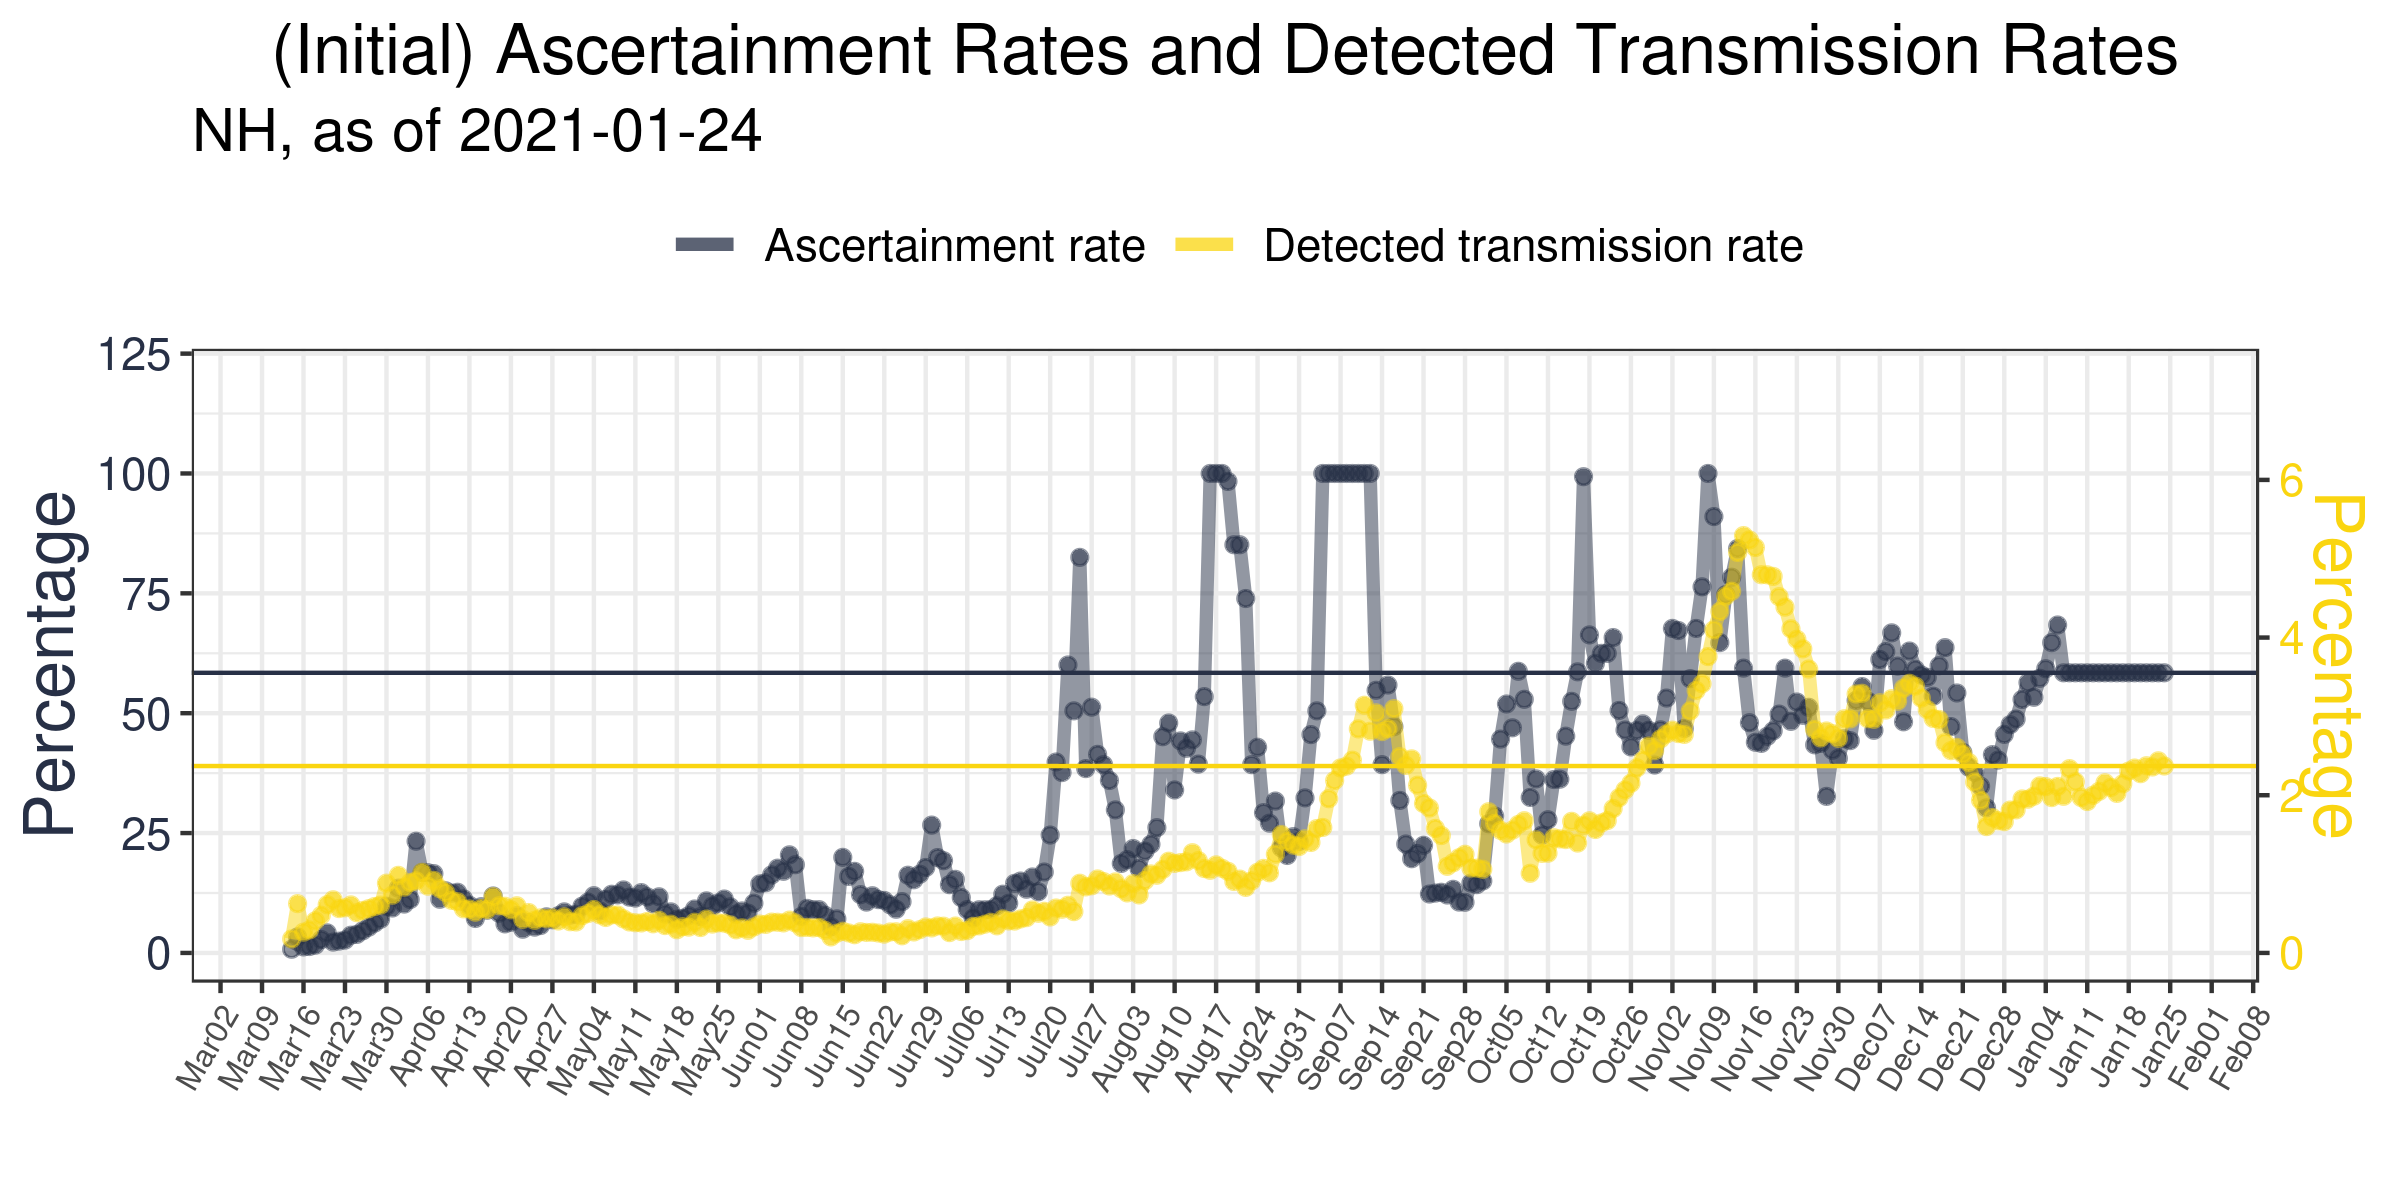 (Initial) Ascertainment Rates and Detected Transmission Rates
NH, as of 2021-01-24
Ascertainment rate
Detected transmission rate
Percentage
125
100
75
50
25
0
6
4
2
0
Percentage
Mar02
Mar09
Mar16
Mar23
Mar30
Apr06
Apr13
Apr20
Apr27
May04
May11
May18
May25
Jun01
Jun08
Jun15
Jun22
Jun29
Jul06
Jul13
Jul20
Jul27
Aug03
Aug10
Aug17
Aug24
Aug31
Sep07
Sep14
Sep21
Sep28
Oct05
Oct12
Oct19
Oct26
Nov02
Nov09
Nov16
Nov23
Nov30
Dec07
Dec14
Dec21
Dec28
Jan04
Jan11
Jan18
Jan25
Feb01
Feb08